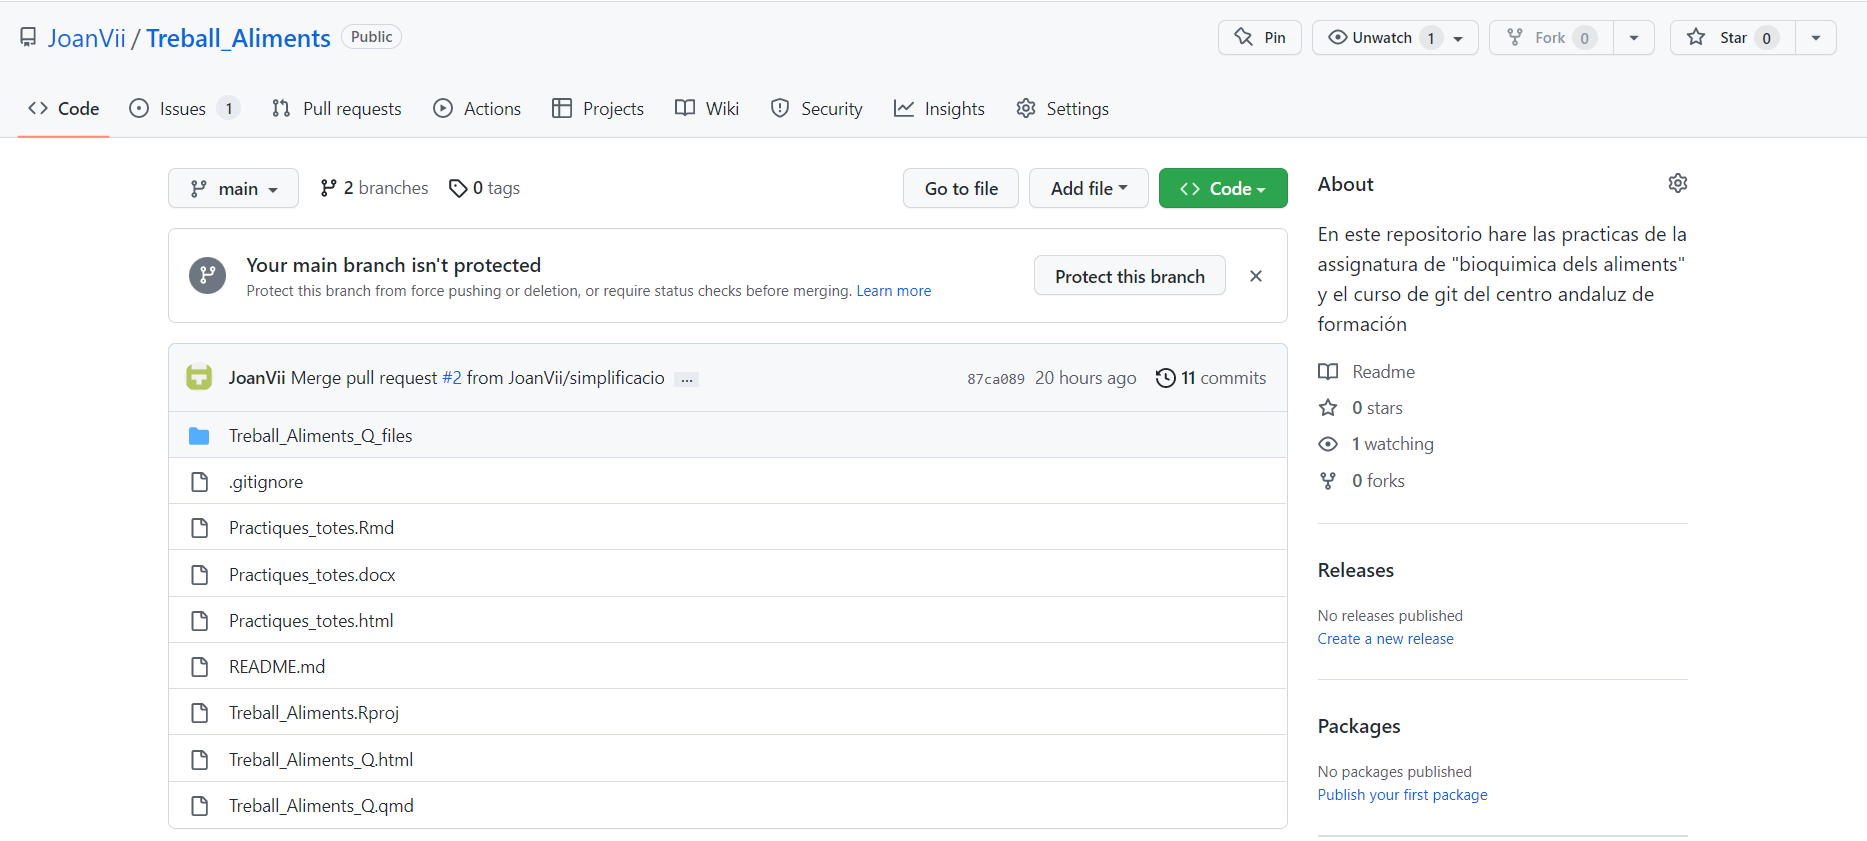 JoanVii / Treball_Aliments Public
Pin
Unwatch 1
Fork 0
Star 0
Code
Issues 1
Pull requests
Actions
Projects
Wiki
Security
Insights
Settings
main
2 branches
0 tags
Go to file
Add file
Code
Your main branch isn't protected
Protect this branch from force pushing or deletion, or require status checks before merging. Learn more
Protect this branch
JoanVii Merge pull request #2 from JoanVii/simplificacio ...
87ca089 20 hours ago
11 commits
Treball_Aliments_Q_files
.gitignore
Practiques_totes.Rmd
Practiques_totes.docx
Practiques_totes.html
README.md
Treball_Aliments.Rproj
Treball_Aliments_Q.html
Treball_Aliments_Q.qmd
About
En este repositorio hare las practicas de la
assignatura de "bioquimica dels aliments"
y el curso de git del centro andaluz de
formación
Readme
0 stars
1 watching
0 forks
Releases
No releases published
Create a new release
Packages
No packages published
Publish your first package